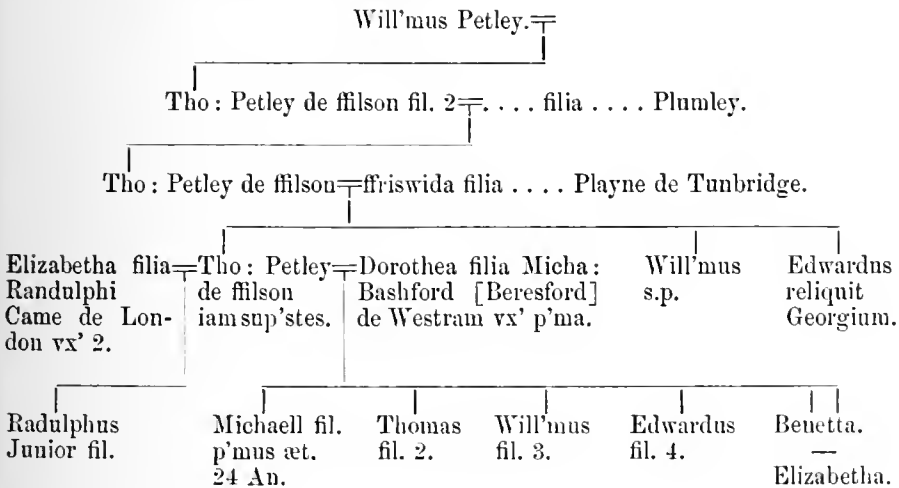 Will'mus Petley.
Tho: Petley de ffilson fil. 2 . . . . filia . . . . Plumley.
Tho: Petley de ffilson ffriswida filia . . . . Playne de Tunbridge.
Elizabetha filia
Randulphi
Came de Lon-
don vx' 2.
Tho: Petley
de ffilson
iam sup'stes.
Dorothea filia Micha:
Bashford [Beresford]
de Westram vx' p'ma.
Will'mus
s.p.
Edwardus
reliquit
Georgium.
Radulphus
Junior fil.
Michaell fil.
p'mus æt.
24 An.
Thomas
fil. 2.
Will'mus
fil. 3.
Edwardus
fil. 4.
Benetta.
—
Elizabetha.